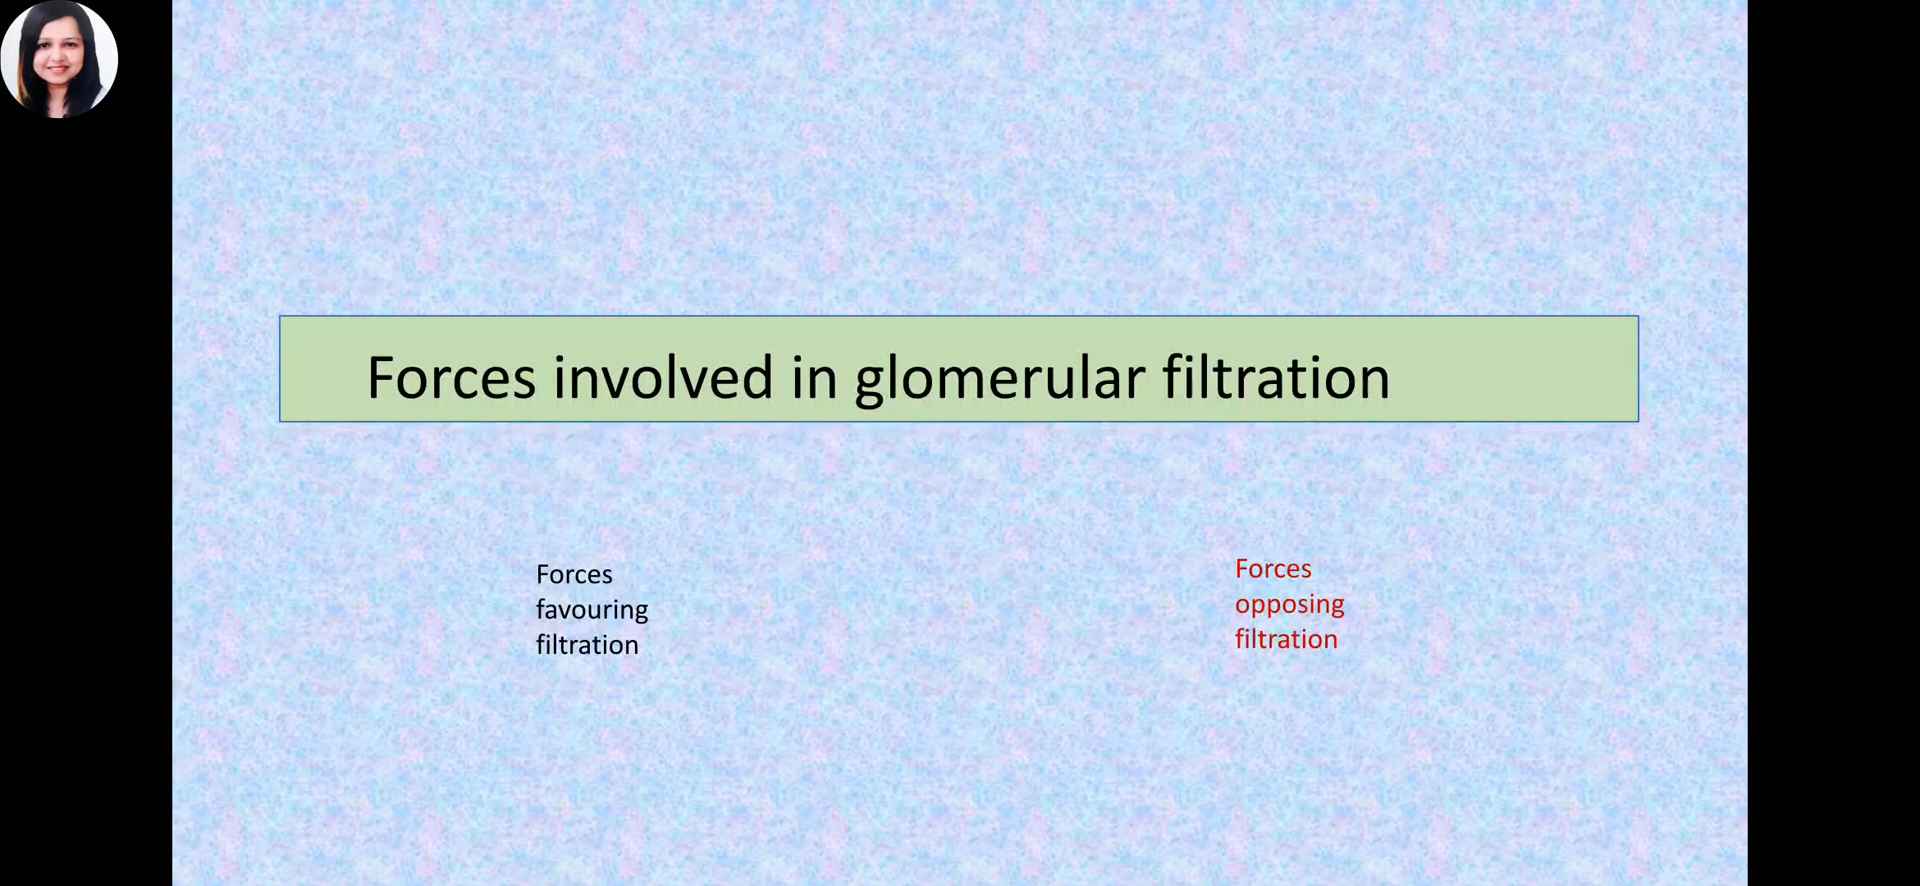 Forces involved in glomerular filtration
Forces
favouring
filtration
Forces
opposing
filtration